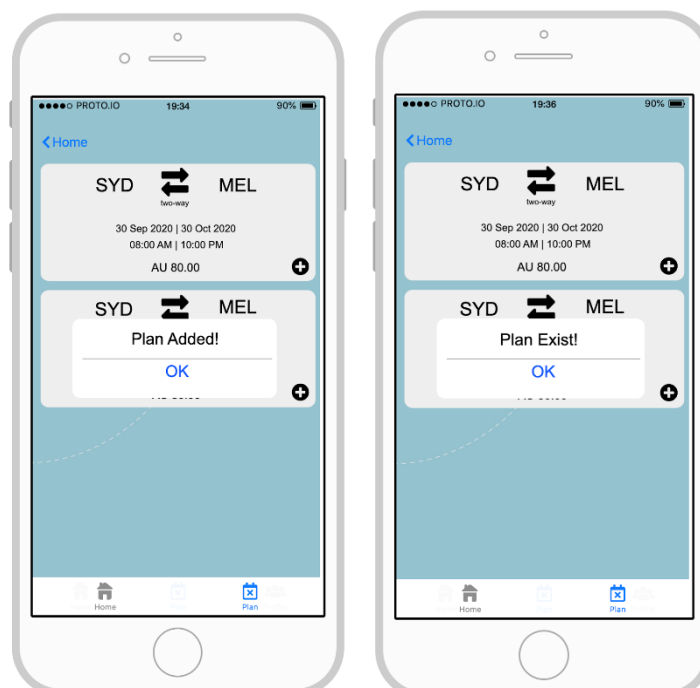 PROTO.IO 19:34 90%
Home
SYD MEL
two-way
30 Sep 2020 | 30 Oct 2020
08:00 AM | 10:00 PM
AU 80.00
SYD MEL
Plan Added!
OK
Home Plan
PROTO.IO 19:36 90%
Home
SYD MEL
two-way
30 Sep 2020 | 30 Oct 2020
08:00 AM | 10:00 PM
AU 80.00
SYD MEL
Plan Exist!
OK
Home Plan